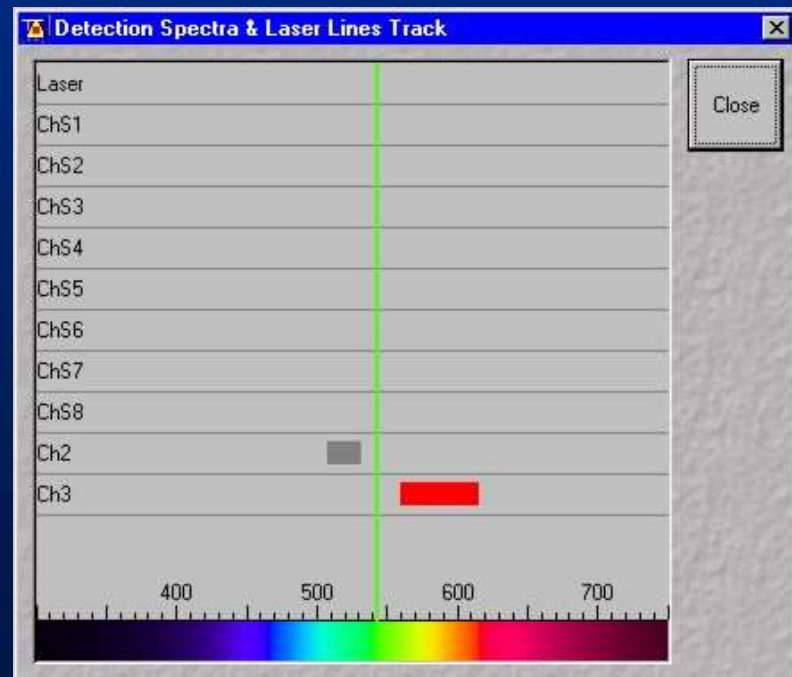 Detection Spectra & Laser Lines Track
Close
Laser
ChS1
ChS2
ChS3
ChS4
ChS5
ChS6
ChS7
ChS8
Ch2
Ch3
400 500 600 700